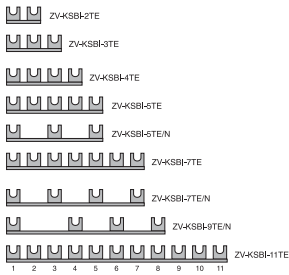 ZV-KSBI-2TE
ZV-KSBI-3TE
ZV-KSBI-4TE
ZV-KSBI-5TE
ZV-KSBI-5TE/N
ZV-KSBI-7TE
ZV-KSBI-7TE/N
ZV-KSBI-9TE/N
ZV-KSBI-11TE
1 2 3 4 5 6 7 8 9 10 11